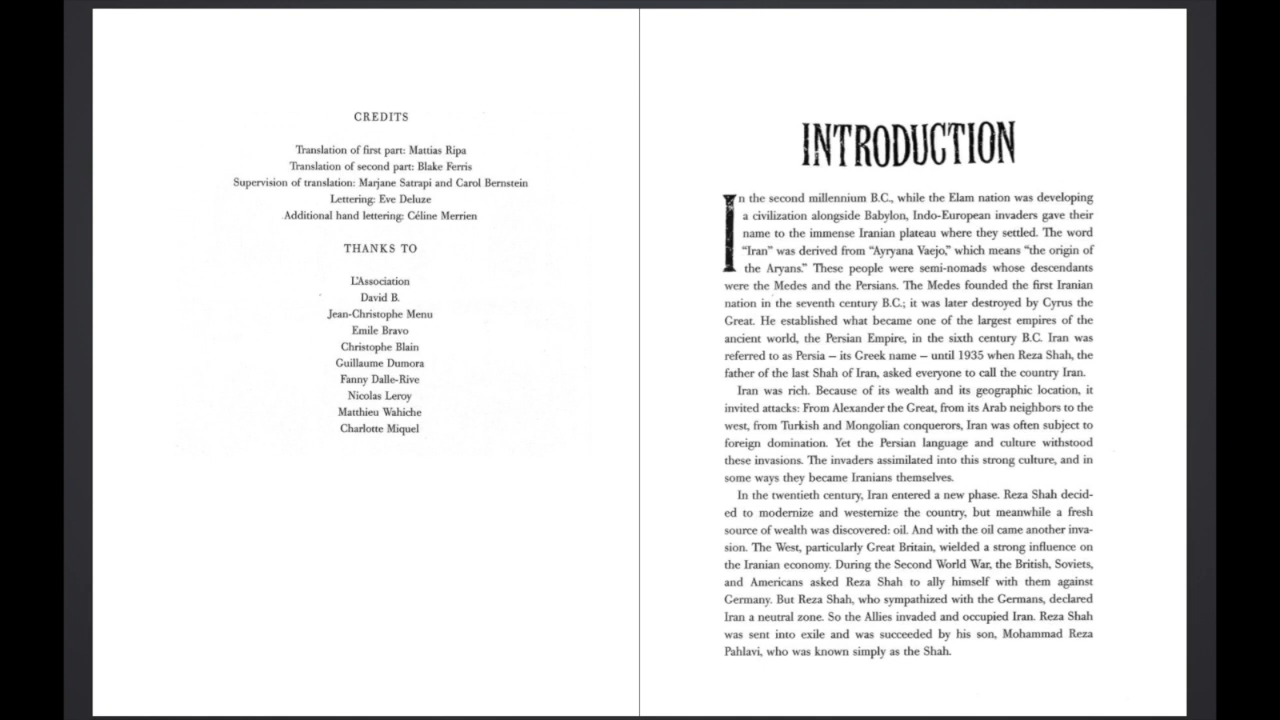 CREDITS
Translation of first part: Mattias Ripa
Translation of second part: Blake Ferris
Supervision of translation: Marjane Satrapi and Carol Bernstein
Lettering: Eve Deluze
Additional hand lettering: Céline Merrien
THANKS TO
L'Association
David B.
Jean-Christophe Menu
Emile Bravo
Christophe Blain
Guillaume Dumora
Fanny Dalle-Rive
Nicolas Leroy
Matthieu Wahiche
Charlotte Miquel
INTRODUCTION
In the second millennium B.C., while the Elam nation was developing
a civilization alongside Babylon, Indo-European invaders gave their
name to the immense Iranian plateau where they settled. The word
“Iran” was derived from “Ayryana Vaejo,” which means “the origin of
the Aryans.” These people were semi-nomads whose descendants
were the Medes and the Persians. The Medes founded the first Iranian
nation in the seventh century B.C.; it was later destroyed by Cyrus the
Great. He established what became one of the largest empires of the
ancient world, the Persian Empire, in the sixth century B.C. Iran was
referred to as Persia – its Greek name – until 1935 when Reza Shah, the
father of the last Shah of Iran, asked everyone to call the country Iran.
Iran was rich. Because of its wealth and its geographic location, it
invited attacks: From Alexander the Great, from its Arab neighbors to the
west, from Turkish and Mongolian conquerors, Iran was often subject to
foreign domination. Yet the Persian language and culture withstood
these invasions. The invaders assimilated into this strong culture, and in
some ways they became Iranians themselves.
In the twentieth century, Iran entered a new phase. Reza Shah decid-
ed to modernize and westernize the country, but meanwhile a fresh
source of wealth was discovered: oil. And with the oil came another inva-
sion. The West, particularly Great Britain, wielded a strong influence on
the Iranian economy. During the Second World War, the British, Soviets,
and Americans asked Reza Shah to ally himself with them against
Germany. But Reza Shah, who sympathized with the Germans, declared
Iran a neutral zone. So the Allies invaded and occupied Iran. Reza Shah
was sent into exile and was succeeded by his son, Mohammad Reza
Pahlavi, who was known simply as the Shah.